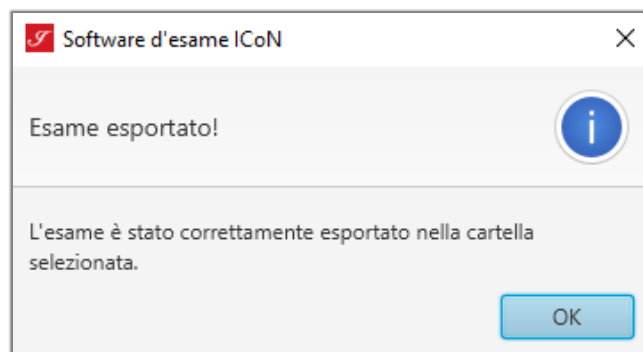 Software d'esame ICoN
Esame esportato!
L'esame è stato correttamente esportato nella cartella
selezionata.
OK